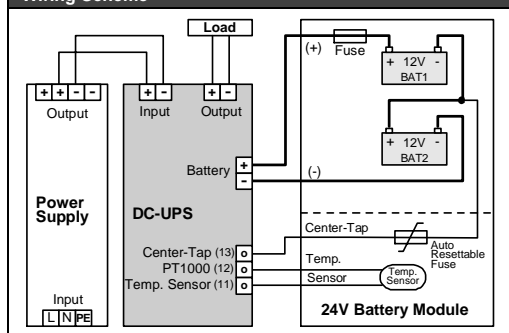 Wiring Scheme
Load
(+) Fuse
+ 12V -
BAT1
+ + - -
Output
+ -
Input
+ -
Output
+ 12V -
BAT2
Battery
+
-
(-)
Power
Supply
DC-UPS
Center-Tap
Center-Tap (13)
Auto
Resettable
Fuse
PT1000 (12)
Temp.
Temp. Sensor (11)
Sensor
Temp.
Sensor
Input
L N PE
24V Battery Module